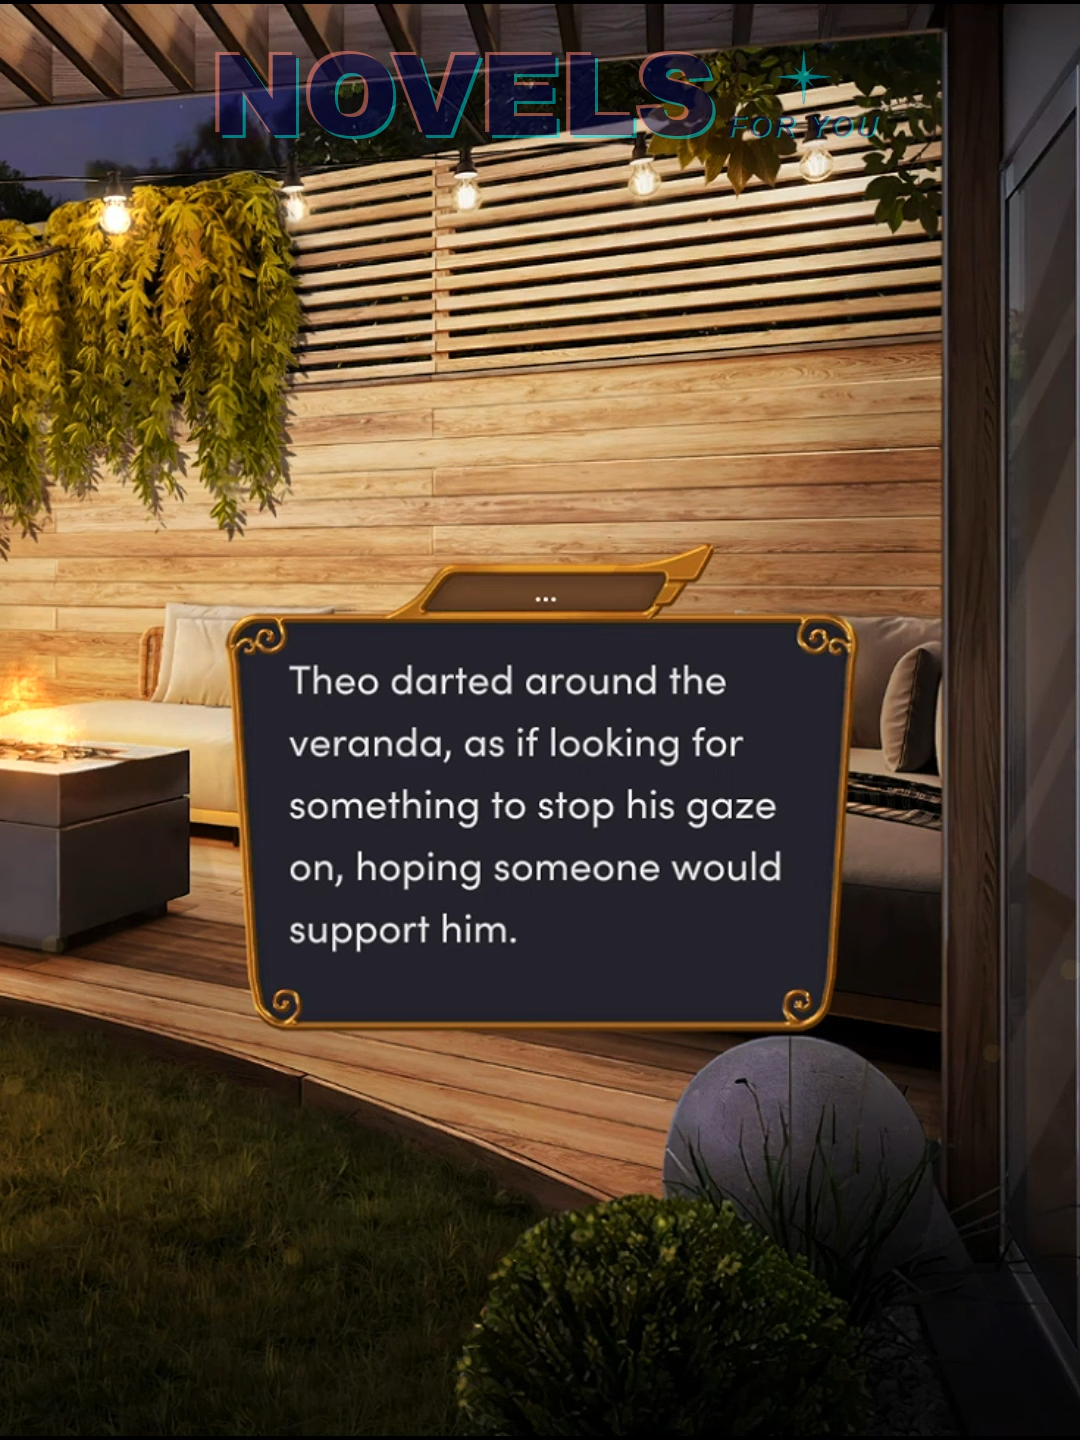 NOVELS
FOR YOU
...
Theo darted around the
veranda, as if looking for
something to stop his gaze
on, hoping someone would
support him.